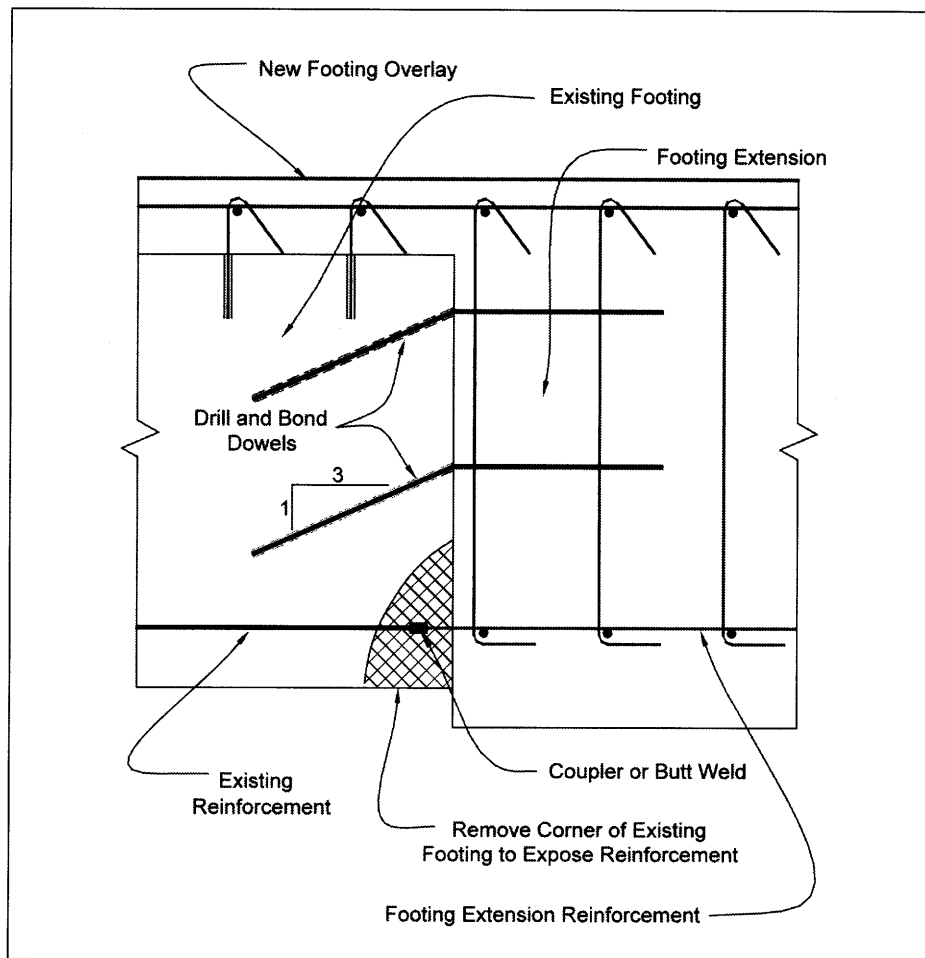 New Footing Overlay
Existing Footing
Footing Extension
Drill and Bond
Dowels
3
1
Existing
Reinforcement
Coupler or Butt Weld
Remove Corner of Existing
Footing to Expose Reinforcement
Footing Extension Reinforcement